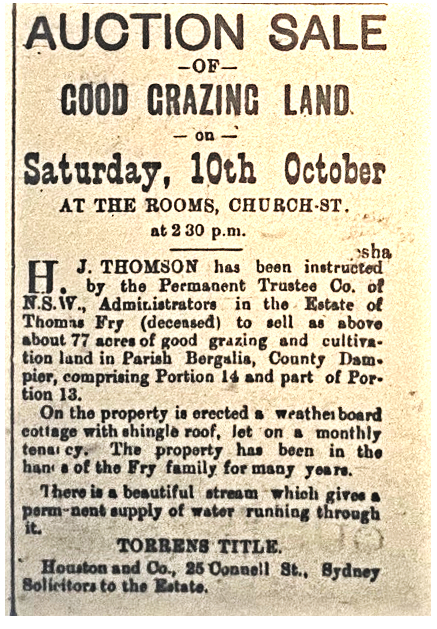 AUCTION SALE
—OF—
GOOD GRAZING LAND
— on —
Saturday, 10th October
AT THE ROOMS, CHURCH-ST.
at 2 30 p.m.
sha
H. J. THOMSON has been instructed
by the Permanent Trustee Co. of
N.S.W., Administrators in the Estate of
Thomas Fry (deceased) to sell as above
about 77 acres of good grazing and cultiva-
tion land in Parish Bergalia, County Dam-
pier, comprising Portion 14 and part of Por-
tion 13.
On the property is erected a weatherboard
cottage with shingle roof, let on a monthly
tenancy. The property has been in the
hands of the Fry family for many years.
There is a beautiful stream which gives a
perm-nent supply of water running through
it.
TORRENS TITLE.
Houston and Co., 25 Connell St., Sydney
Solicitors to the Estate.